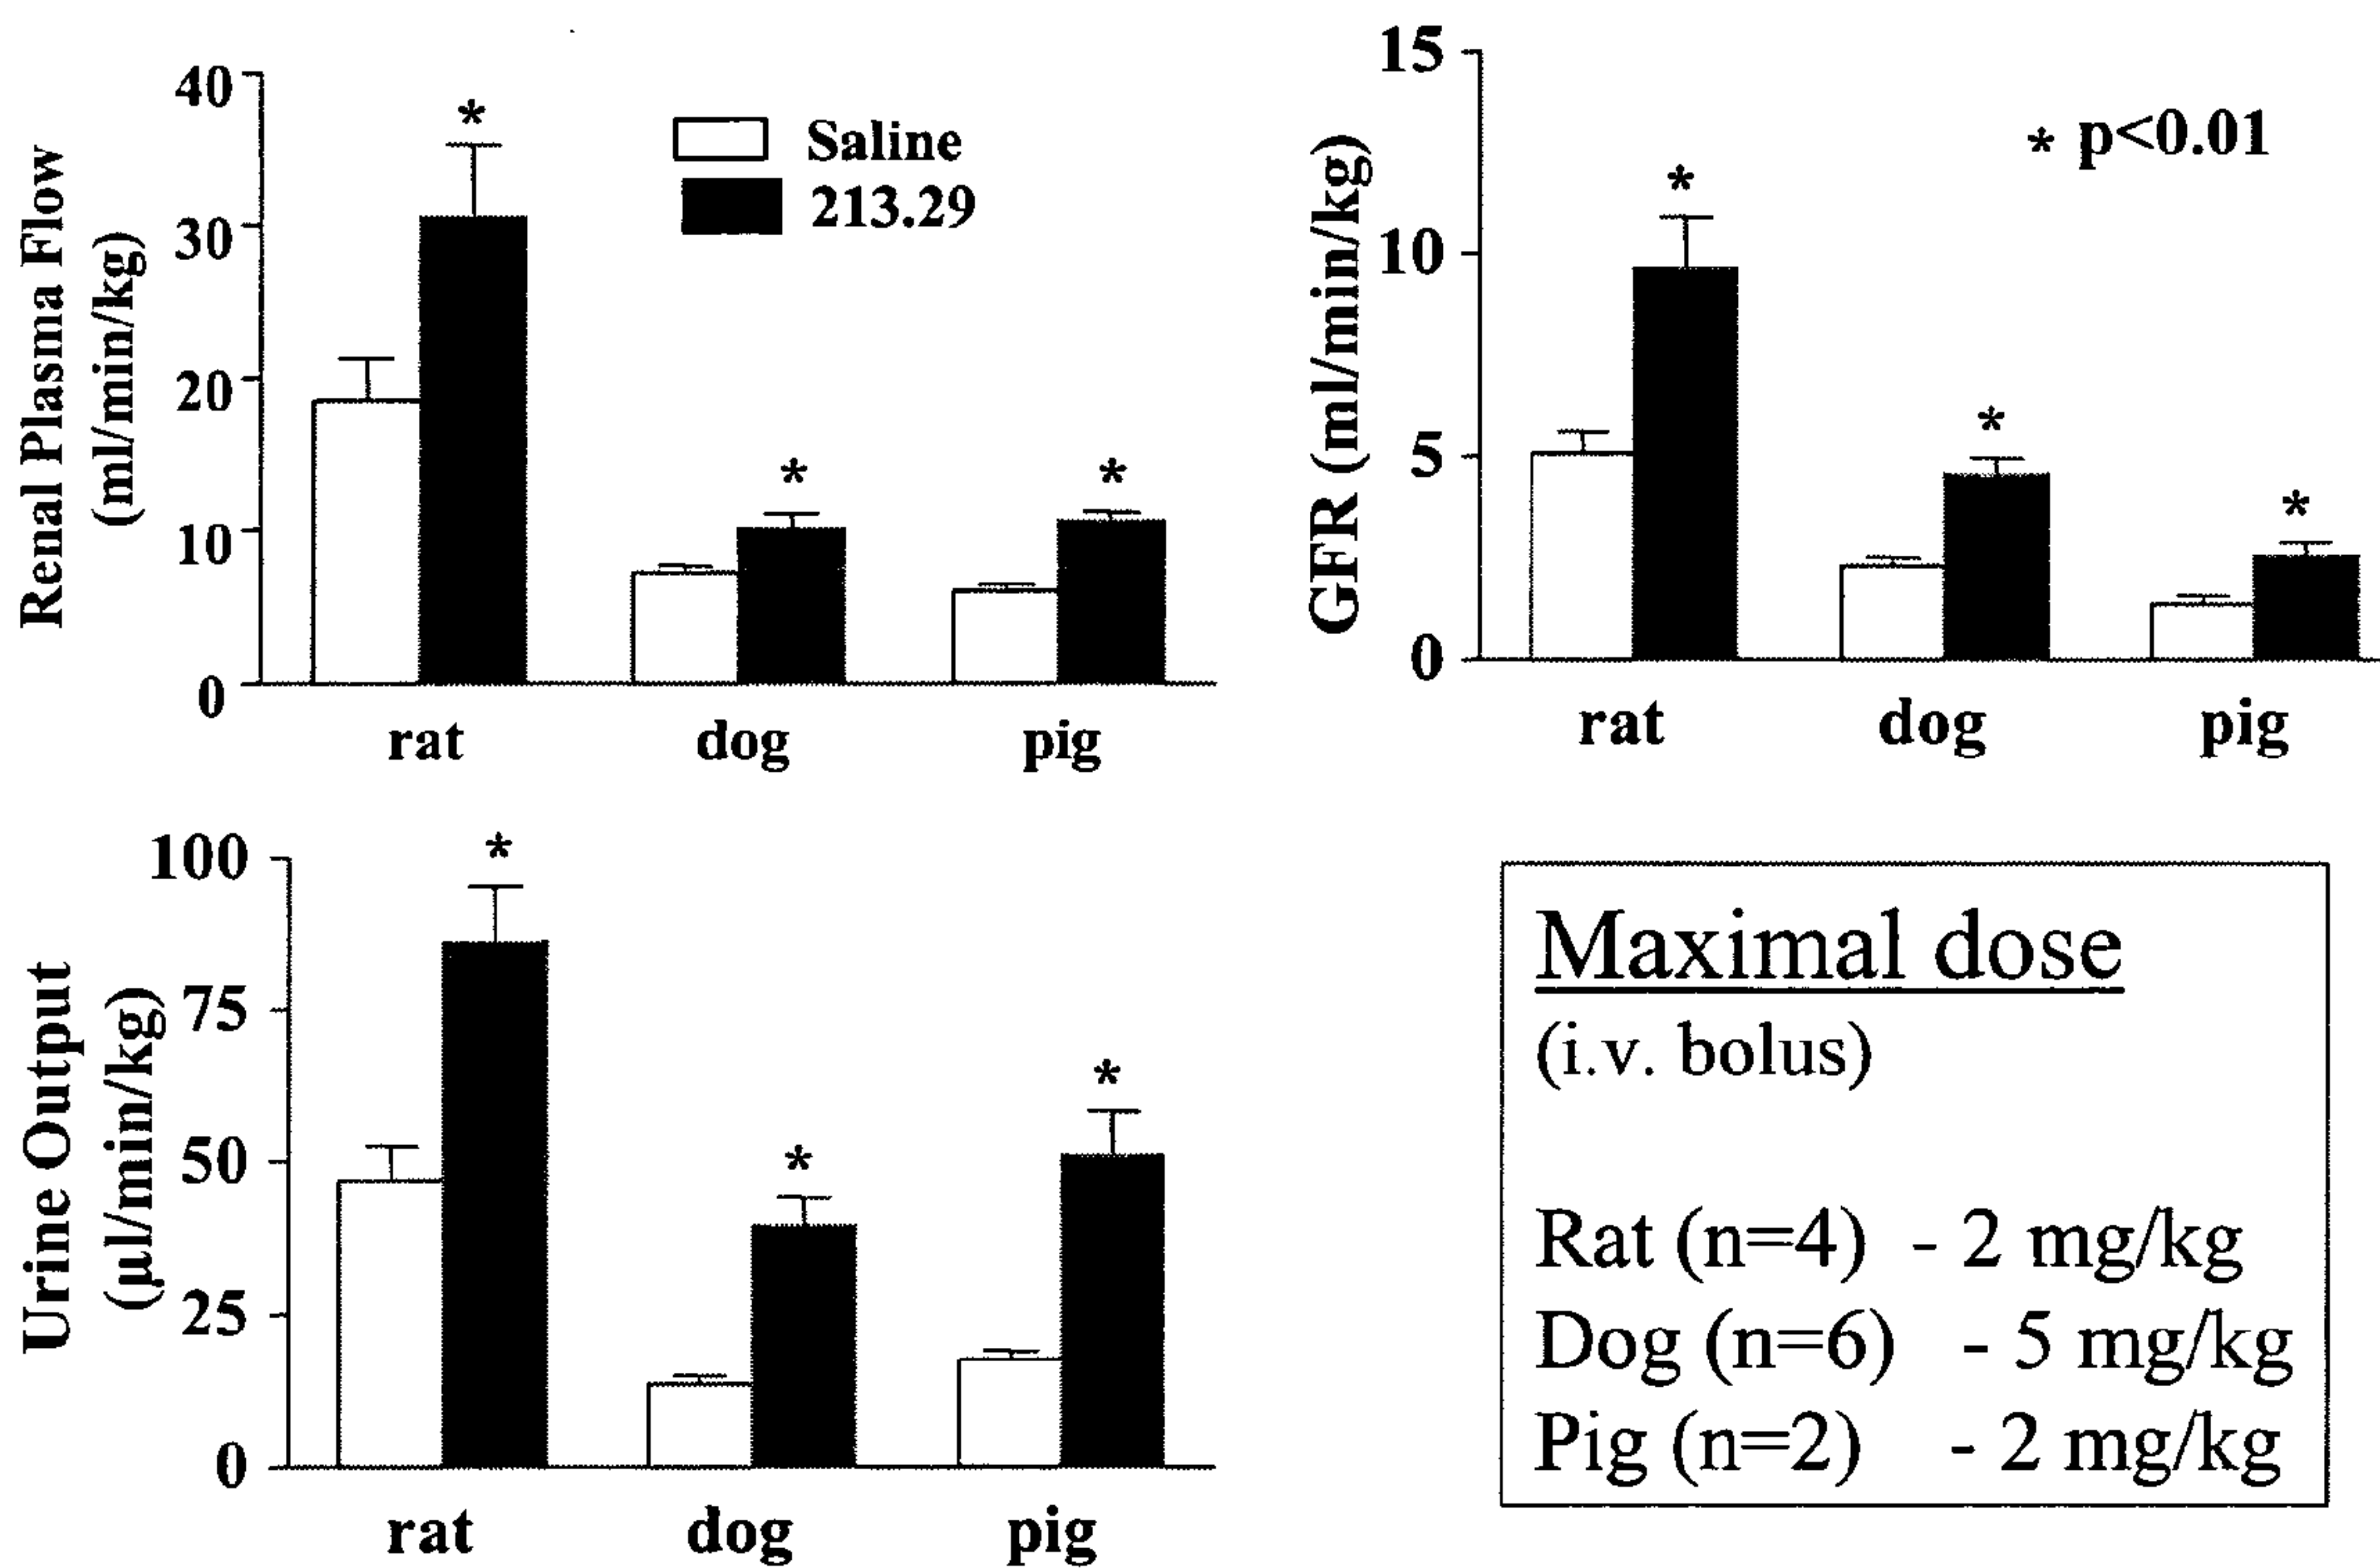 40
30
20
10
0
Renal Plasma Flow
(ml/min/kg)
*
*
*
Saline
213.29
rat dog pig
15
10
5
0
GFR (ml/min/kg)
* p<0.01
*
*
*
rat dog pig
100
75
50
25
0
Urine Output
(µl/min/kg)
*
*
*
rat dog pig
Maximal dose
(i.v. bolus)
Rat (n=4) - 2 mg/kg
Dog (n=6) - 5 mg/kg
Pig (n=2) - 2 mg/kg